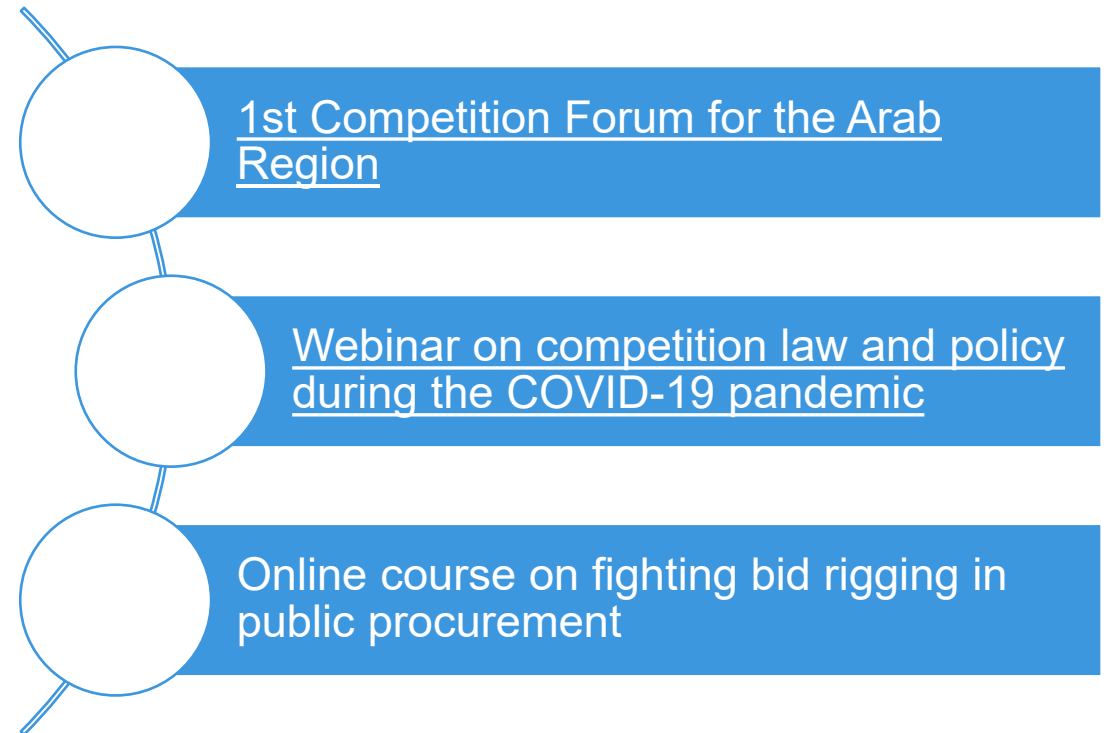 1st Competition Forum for the Arab
Region
Webinar on competition law and policy
during the COVID-19 pandemic
Online course on fighting bid rigging in
public procurement